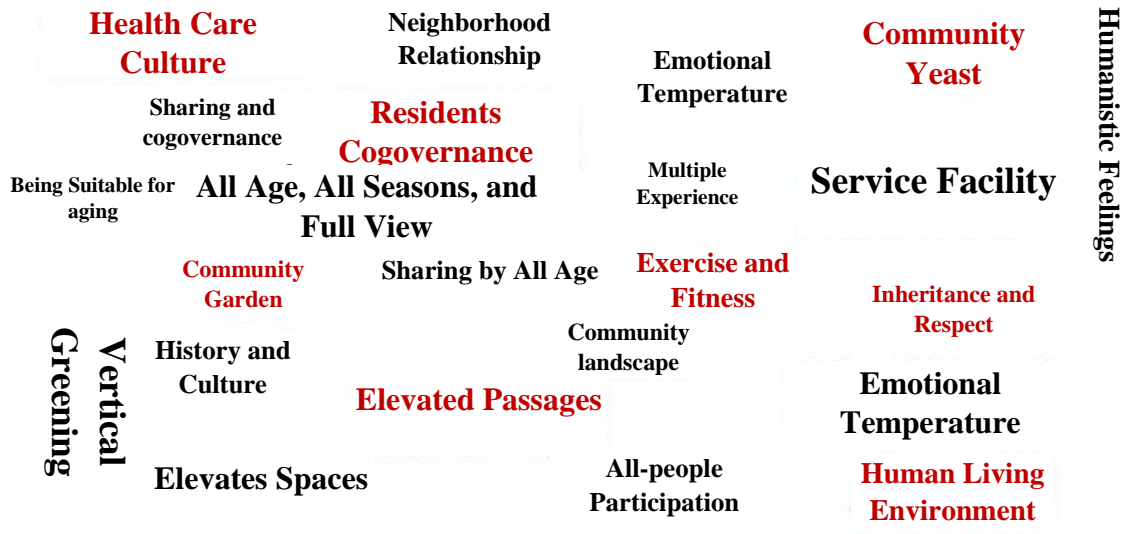 Health Care
Culture
Neighborhood
Relationship
Emotional
Temperature
Community
Yeast
Humanistic Feelings
Sharing and
cogovernance
Residents
Cogovernance
Being Suitable for
aging
All Age, All Seasons, and
Full View
Multiple
Experience
Service Facility
Community
Garden
Sharing by All Age
Exercise and
Fitness
Inheritance and
Respect
Vertical
Greening
History and
Culture
Community
landscape
Elevated Passages
Emotional
Temperature
Elevates Spaces
All-people
Participation
Human Living
Environment